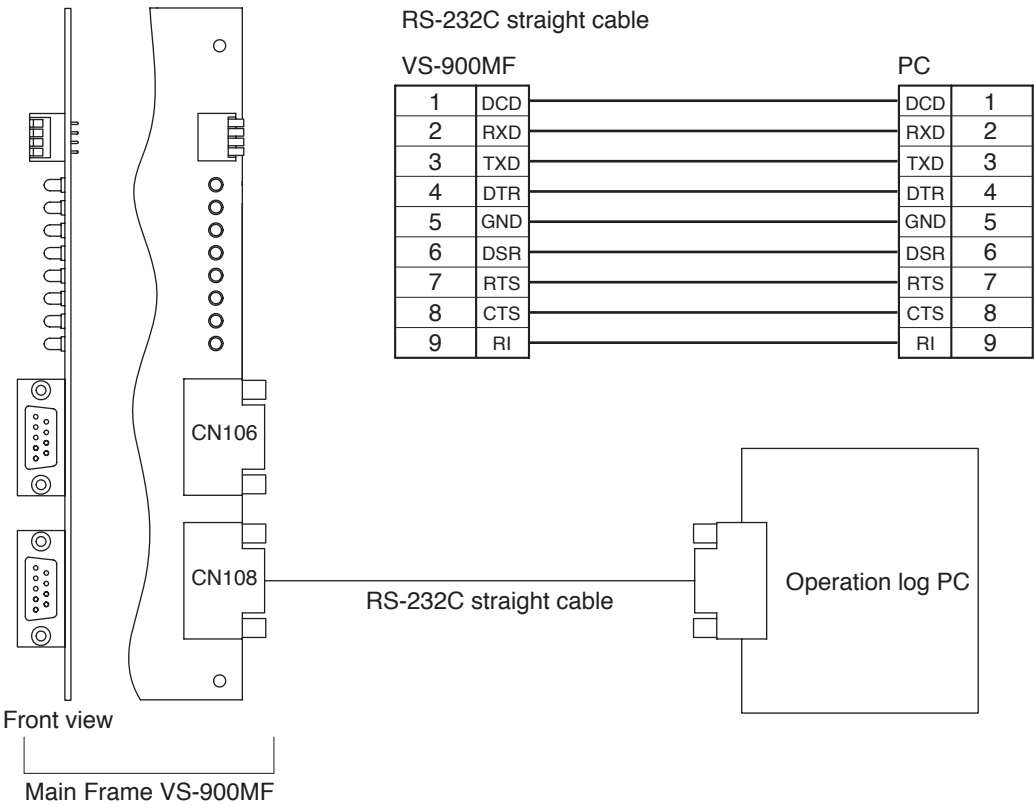 RS-232C straight cable
VS-900MF PC
1 DCD DCD 1
2 RXD RXD 2
3 TXD TXD 3
4 DTR DTR 4
5 GND GND 5
6 DSR DSR 6
7 RTS RTS 7
8 CTS CTS 8
9 RI RI 9
CN106
CN108
RS-232C straight cable
Operation log PC
Front view
Main Frame VS-900MF